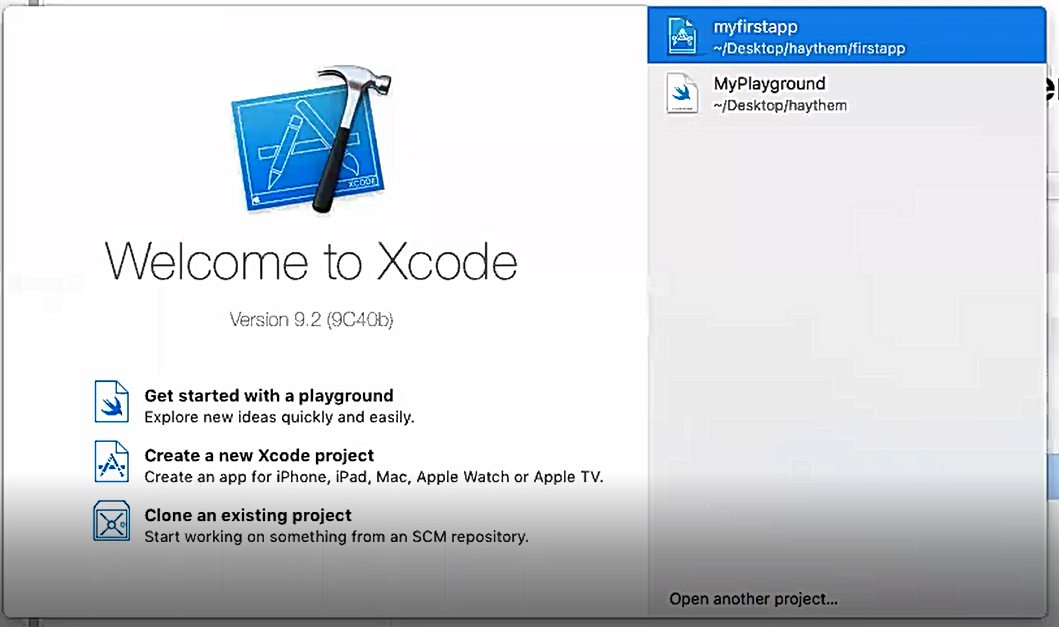 XCODE
Welcome to Xcode
Version 9.2 (9C40b)
Get started with a playground
Explore new ideas quickly and easily.
Create a new Xcode project
Create an app for iPhone, iPad, Mac, Apple Watch or Apple TV.
Clone an existing project
Start working on something from an SCM repository.
myfirstapp
~/Desktop/haythem/firstapp
MyPlayground
~/Desktop/haythem
Open another project...